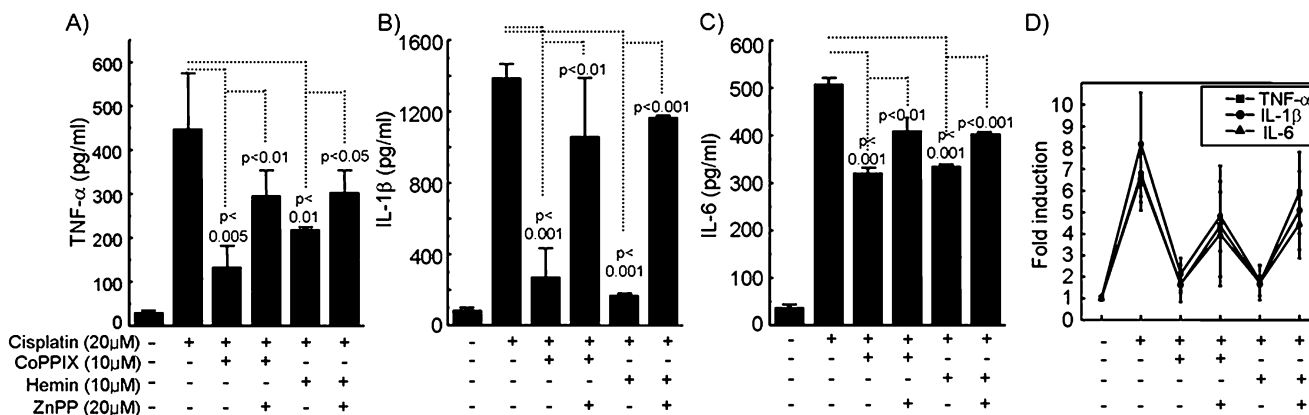 A)
TNF-α (pg/ml)
600
500
400
300
200
100
0
p<
0.005
p<0.01
p<
0.01
p<0.05
B)
IL-1β (pg/ml)
1600
1200
800
400
0
p<
0.001
p<0.01
p<
0.001
p<0.001
C)
IL-6 (pg/ml)
600
500
400
300
200
100
0
p<
0.001
p<0.01
p<
0.001
p<0.001
D)
Fold induction
10
9
8
7
6
5
4
3
2
1
0
TNF-α
IL-1β
IL-6
Cisplatin (20µM) - + + + + + - + + + + + - + + + + + - + + + + +
CoPPIX (10µM) - - + + - - - - + + - - - - + + - - - - + + - -
Hemin (10µM) - - - - + + - - - - + + - - - - + + - - - - + +
ZnPP (20µM) - - - + - + - - - + - + - - - + - + - - - + - +